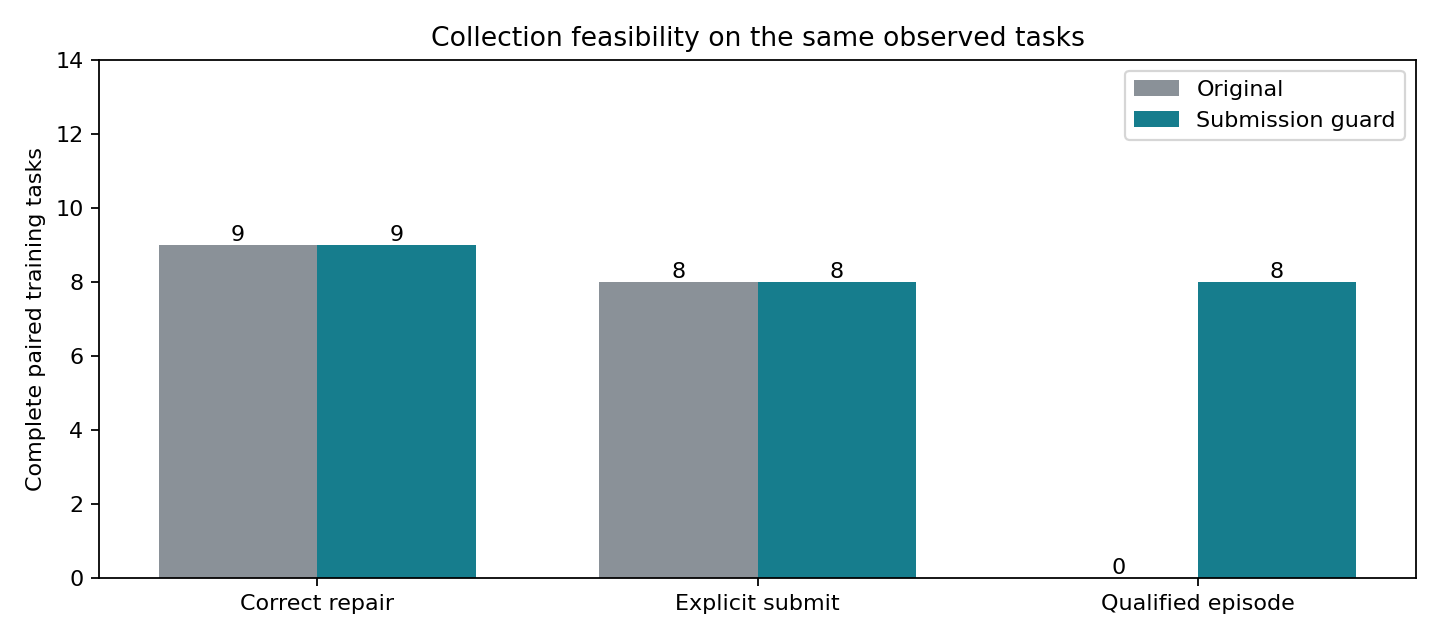 Collection feasibility on the same observed tasks
Original
Submission guard
Complete paired training tasks
14
12
10
8
6
4
2
0
9
9
8
8
0
8
Correct repair
Explicit submit
Qualified episode